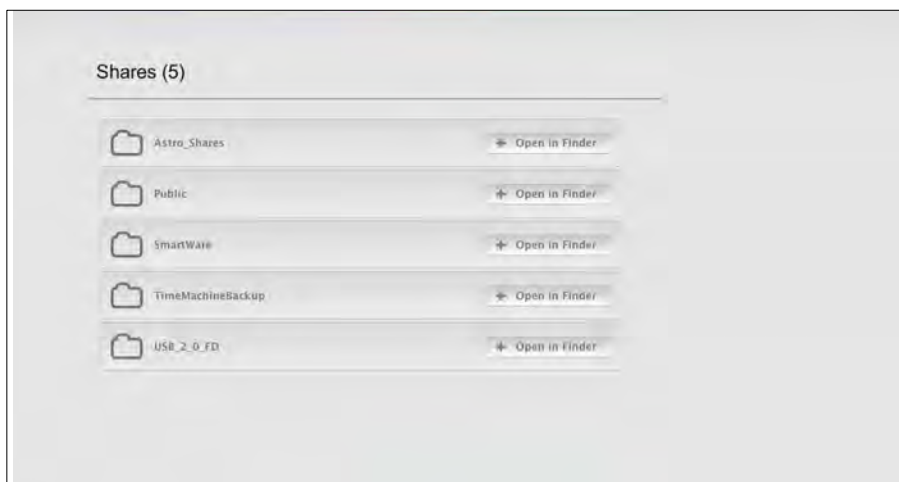 Shares (5)
Astro_Shares
Open in Finder
Public
Open in Finder
SmartWare
Open in Finder
TimeMachineBackup
Open in Finder
USB_2_0_FD
Open in Finder